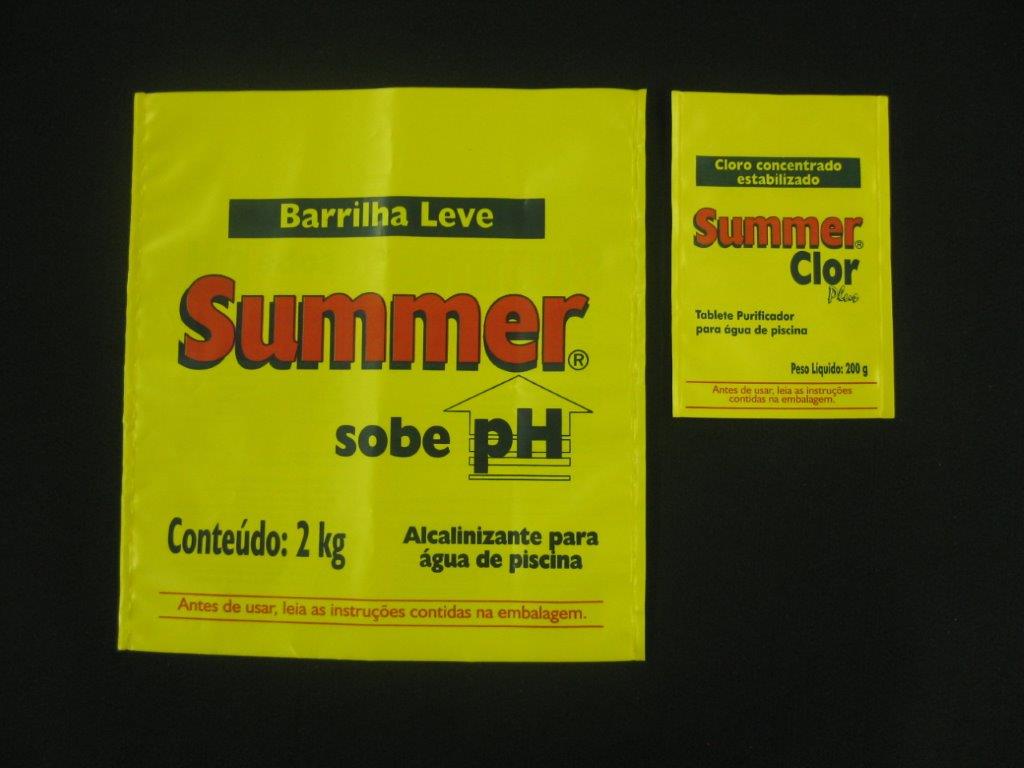 Barrilha Leve
Summer®
sobe pH
Conteúdo: 2 kg
Alcalinizante para
água de piscina
Antes de usar, leia as instruções contidas na embalagem.
Cloro concentrado
estabilizado
Summer®
Clor
Plus
Tablete Purificador
para água de piscina
Peso Líquido: 200 g
Antes de usar, leia as instruções
contidas na embalagem.